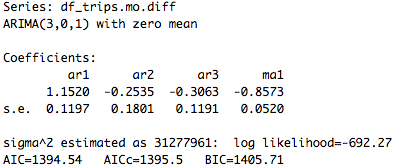 Series: df_trips.mo.diff
ARIMA(3,0,1) with zero mean
Coefficients:
ar1 ar2 ar3 ma1
1.1520 -0.2535 -0.3063 -0.8573
s.e. 0.1197 0.1801 0.1191 0.0520
sigma^2 estimated as 31277961: log likelihood=-692.27
AIC=1394.54 AICc=1395.5 BIC=1405.71